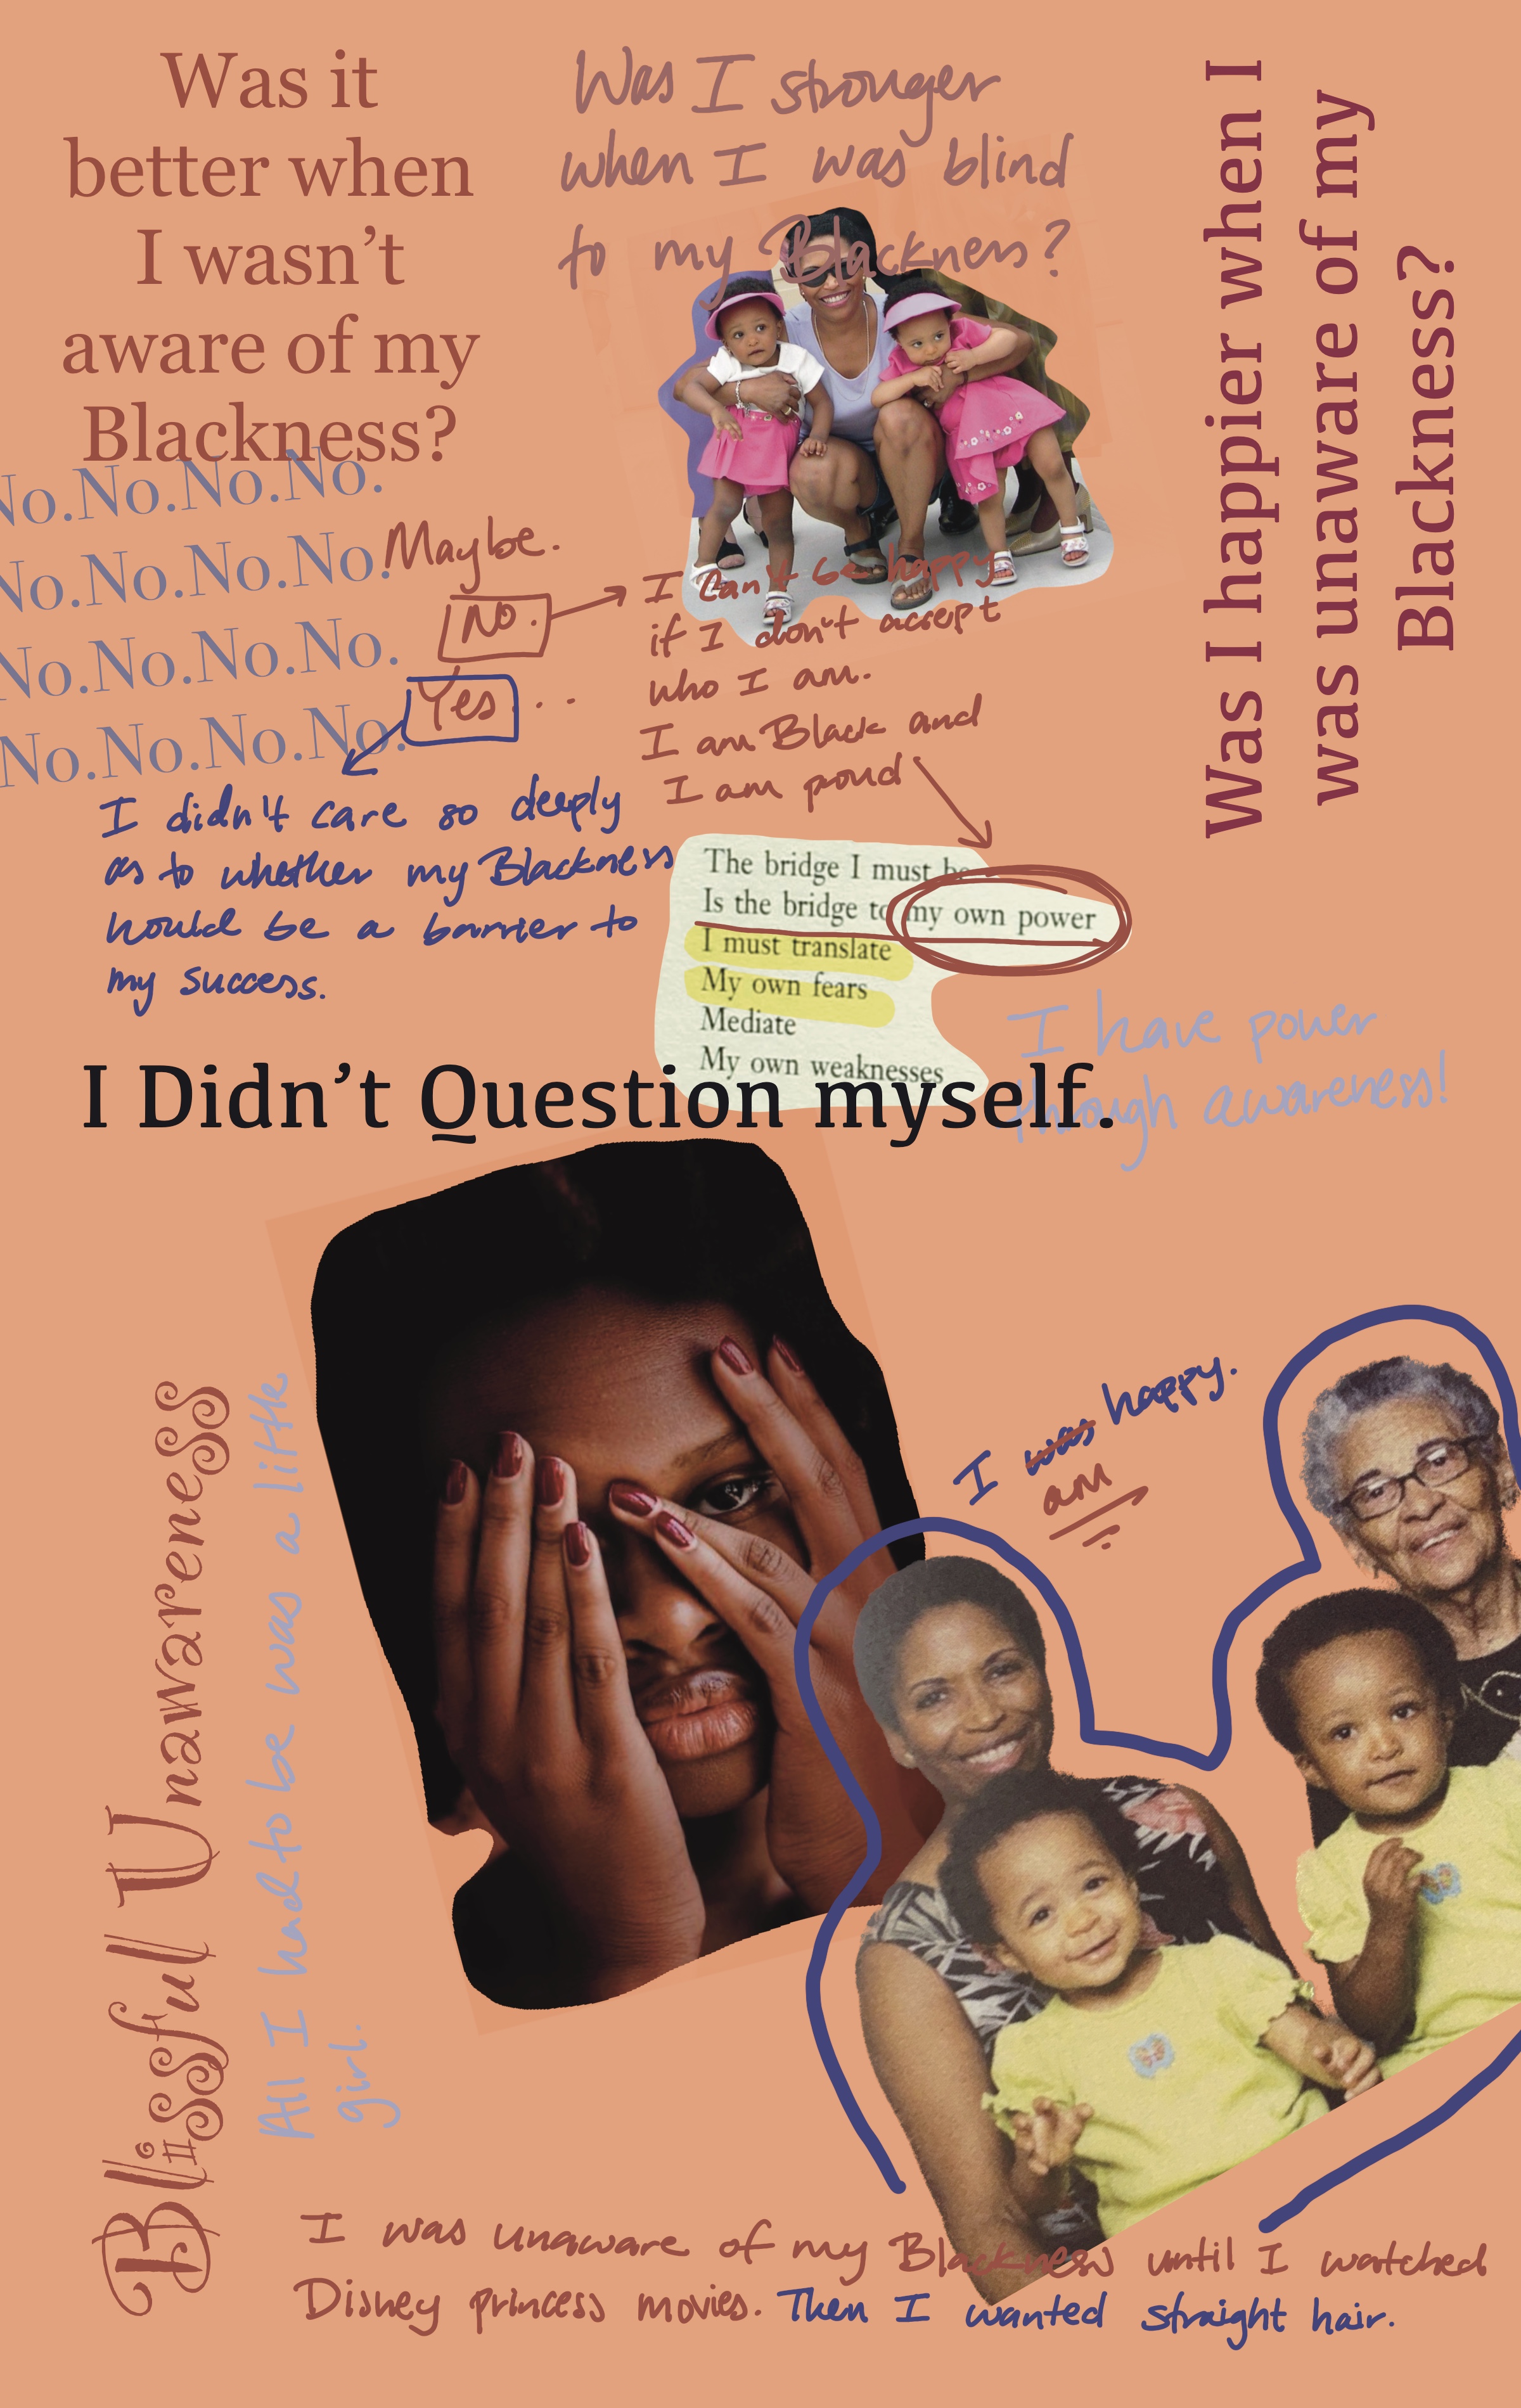 Was it
better when
I wasn't
aware of my
Blackness?
Was I stronger
when I was blind
to my Blackness?
Was I happier when I
was unaware of my
Blackness?
No.No.No.No.
No.No.No.No.
No.No.No.No.
No.No.No.No.
Maybe.
No.
Yes...
I can't be happy
if I don't accept
who I am.
I am Black and
I am proud
I didn't care so deeply
as to whether my Blackness
would be a barrier to
my success.
The bridge I must be
Is the bridge to my own power
I must translate
My own fears
Mediate
My own weaknesses
I have power
through awareness!
I Didn't Question myself.
Blissful Unawareness
All I had to be was a little
girl.
I was happy.
am
I was unaware of my Blackness until I watched
Disney princess movies. Then I wanted straight hair.